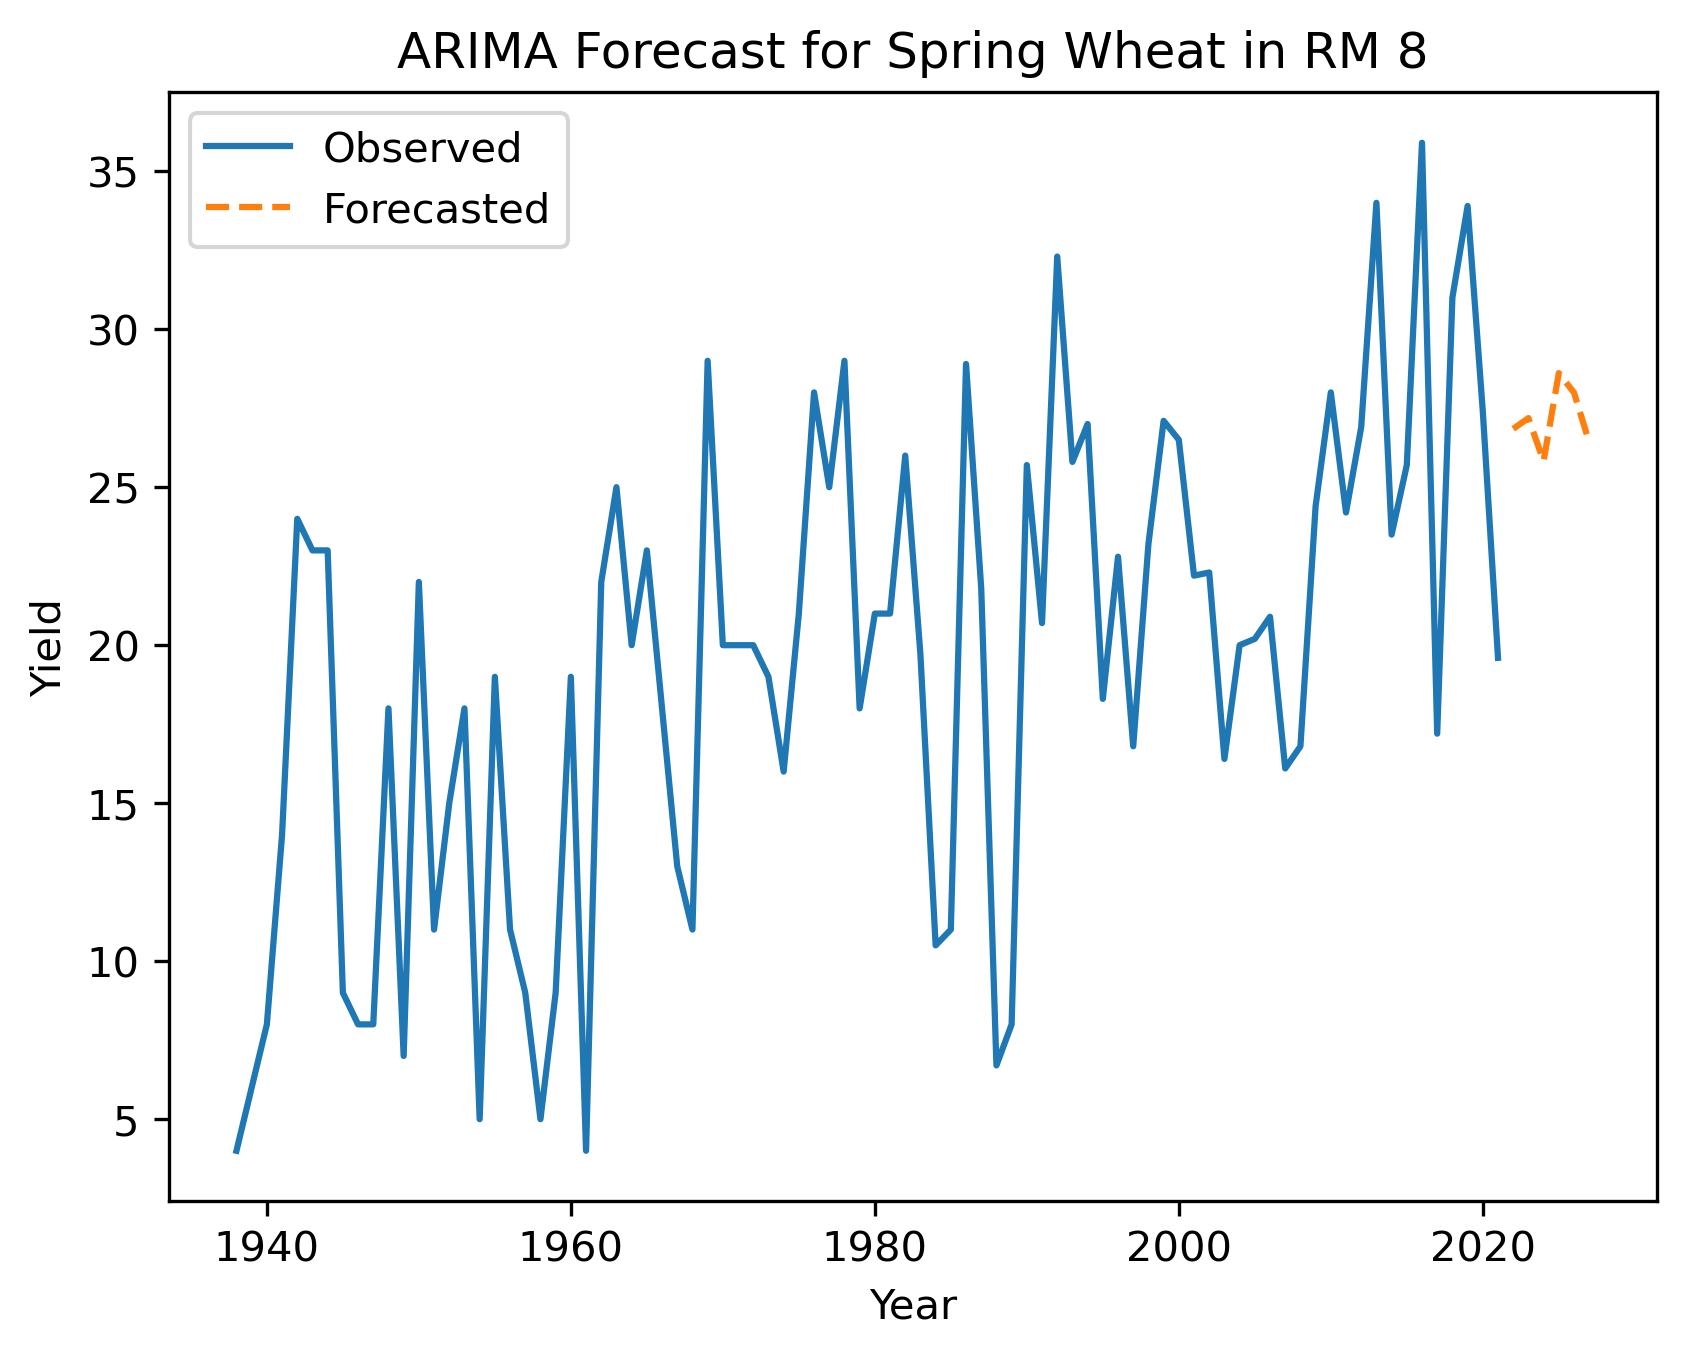 ARIMA Forecast for Spring Wheat in RM 8
Observed
Forecasted
35
30
25
20
15
10
5
Yield
1940 1960 1980 2000 2020
Year